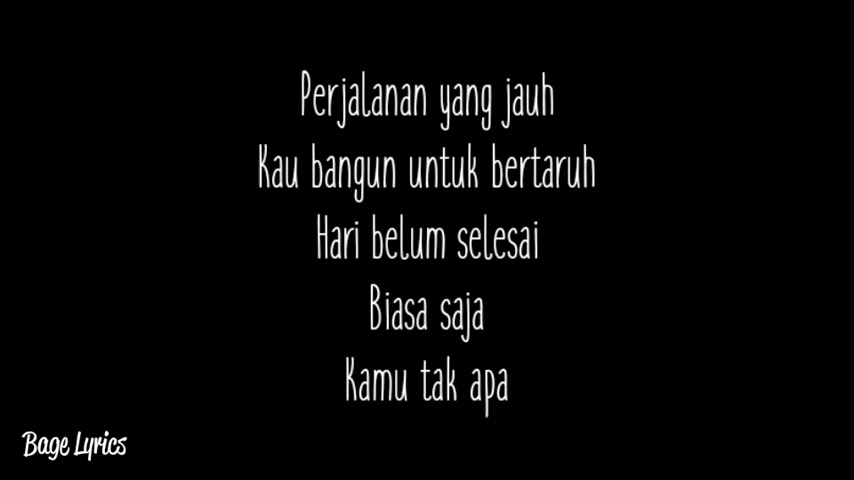 Perjalanan yang jauh
Kau bangun untuk bertaruh
Hari belum selesai
Biasa saja
Kamu tak apa
Bage Lyrics